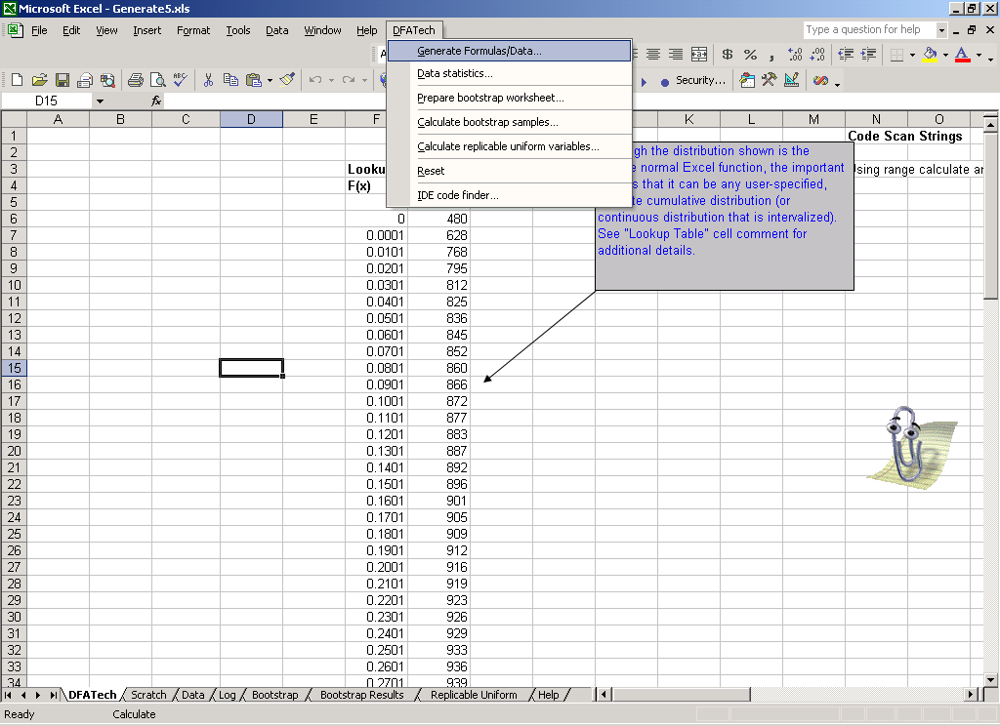 Microsoft Excel - Generate5.xls
File Edit View Insert Format Tools Data Window Help DFATech Type a question for help
Generate Formulas/Data...
Data statistics...
Prepare bootstrap worksheet...
Calculate bootstrap samples...
Calculate replicable uniform variables...
Reset
IDE code finder...
$ % ,
Security...
D15 fx
A B C D E F K L M N O
1 Code Scan Strings
2
3 Looku Using range calculate a
4 F(x)
5
gh the distribution shown is the
normal Excel function, the important
s that it can be any user-specified,
te cumulative distribution (or
continuous distribution that is intervalized).
See "Lookup Table" cell comment for
additional details.
6 0 480
7 0.0001 628
8 0.0101 768
9 0.0201 795
10 0.0301 812
11 0.0401 825
12 0.0501 836
13 0.0601 845
14 0.0701 852
15 0.0801 860
16 0.0901 866
17 0.1001 872
18 0.1101 877
19 0.1201 883
20 0.1301 887
21 0.1401 892
22 0.1501 896
23 0.1601 901
24 0.1701 905
25 0.1801 909
26 0.1901 912
27 0.2001 916
28 0.2101 919
29 0.2201 923
30 0.2301 926
31 0.2401 929
32 0.2501 933
33 0.2601 936
34 0.2701 939
DFATech Scratch Data Log Bootstrap Bootstrap Results Replicable Uniform Help
Ready Calculate